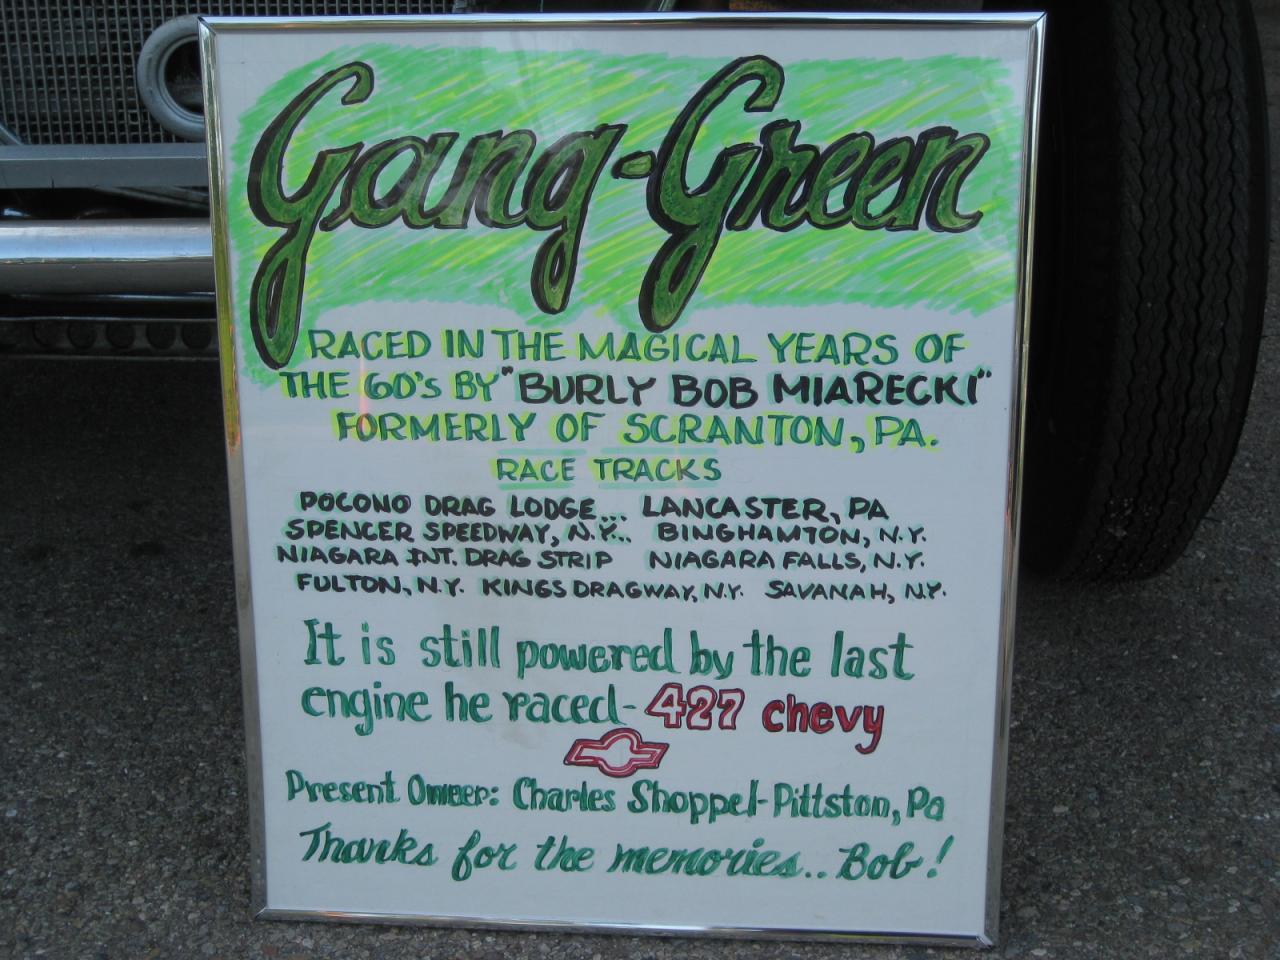 Gang-Green
RACED IN THE MAGICAL YEARS OF
THE 60's BY "BURLY BOB MIARECKI"
FORMERLY OF SCRANTON, PA.
RACE TRACKS
POCONO DRAG LODGE... LANCASTER, PA
SPENCER SPEEDWAY, N.Y... BINGHAMTON, N.Y.
NIAGARA INT. DRAG STRIP NIAGARA FALLS, N.Y.
FULTON, N.Y. KINGS DRAGWAY, N.Y. SAVANAH, N.Y.
It is still powered by the last
engine he raced- 427 chevy
Present Owner: Charles Shoppel-Pittston, Pa
Thanks for the memories.. Bob!